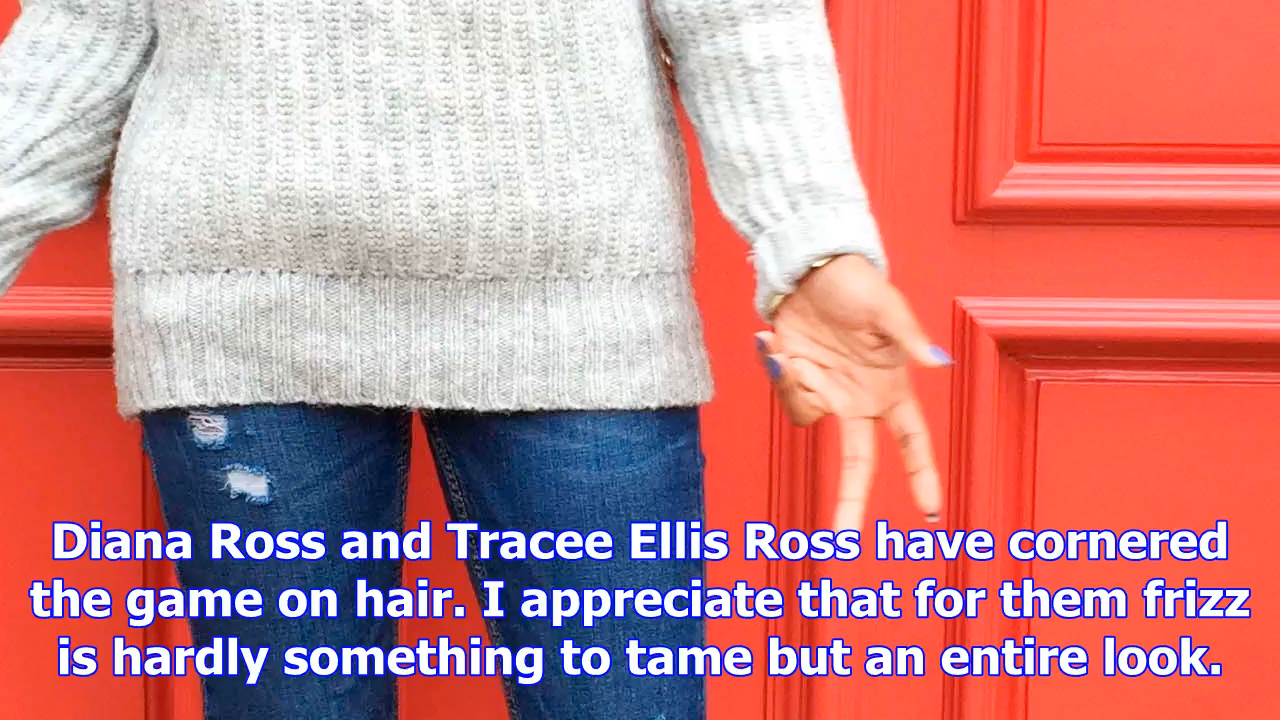 Diana Ross and Tracee Ellis Ross have cornered
the game on hair. I appreciate that for them frizz
is hardly something to tame but an entire look.